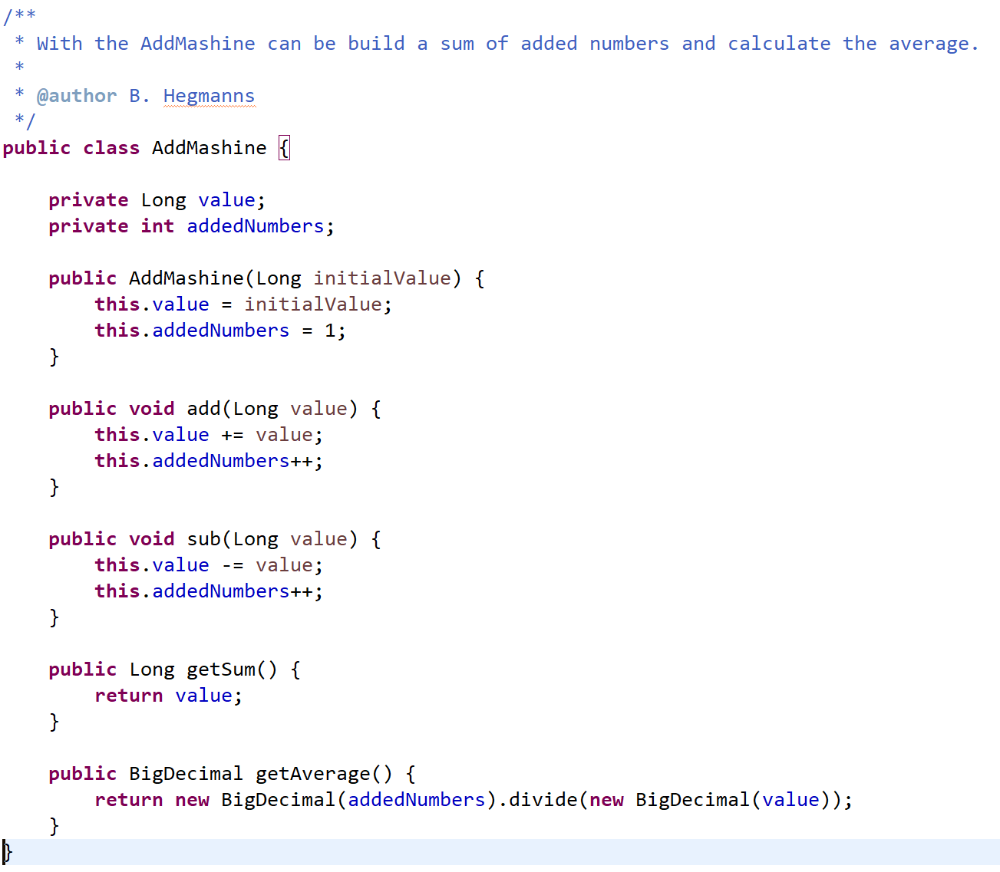 /**
 * With the AddMashine can be build a sum of added numbers and calculate the average.
 *
 * @author B. Hegmanns
 */
public class AddMashine {

    private Long value;
    private int addedNumbers;

    public AddMashine(Long initialValue) {
        this.value = initialValue;
        this.addedNumbers = 1;
    }

    public void add(Long value) {
        this.value += value;
        this.addedNumbers++;
    }

    public void sub(Long value) {
        this.value -= value;
        this.addedNumbers++;
    }

    public Long getSum() {
        return value;
    }

    public BigDecimal getAverage() {
        return new BigDecimal(addedNumbers).divide(new BigDecimal(value));
    }
}